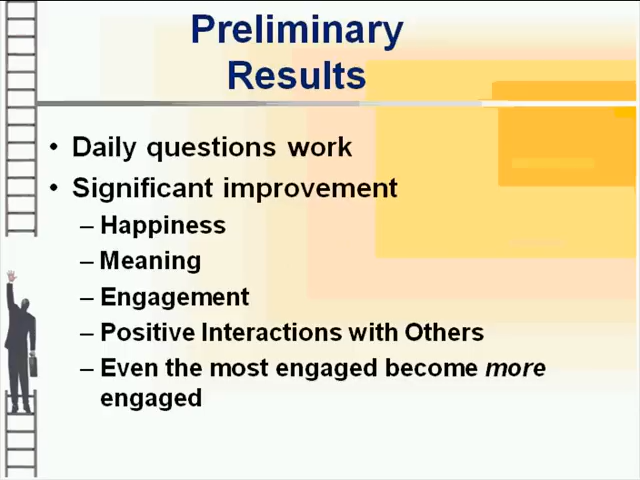 Preliminary
Results
• Daily questions work
• Significant improvement
– Happiness
– Meaning
– Engagement
– Positive Interactions with Others
– Even the most engaged become more
engaged